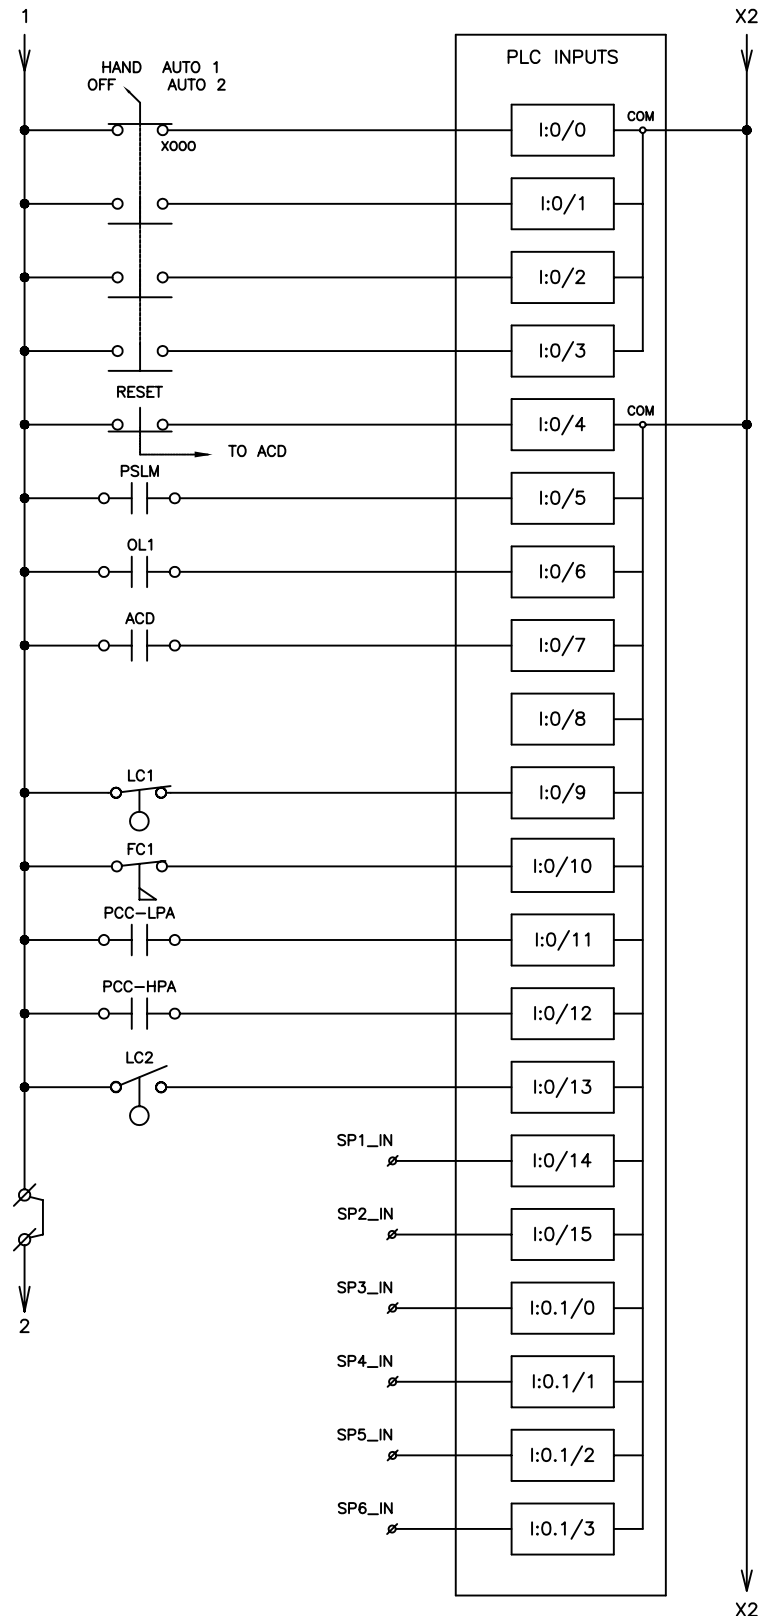 1
X2
PLC INPUTS
HAND AUTO 1
OFF AUTO 2
COM
I:0/0
X000
I:0/1
I:0/2
I:0/3
RESET
COM
I:0/4
TO ACD
PSLM
I:0/5
OL1
I:0/6
ACD
I:0/7
I:0/8
LC1
I:0/9
FC1
I:0/10
PCC-LPA
I:0/11
PCC-HPA
I:0/12
LC2
I:0/13
SP1_IN
I:0/14
SP2_IN
I:0/15
SP3_IN
I:0.1/0
2
SP4_IN
I:0.1/1
SP5_IN
I:0.1/2
SP6_IN
I:0.1/3
X2